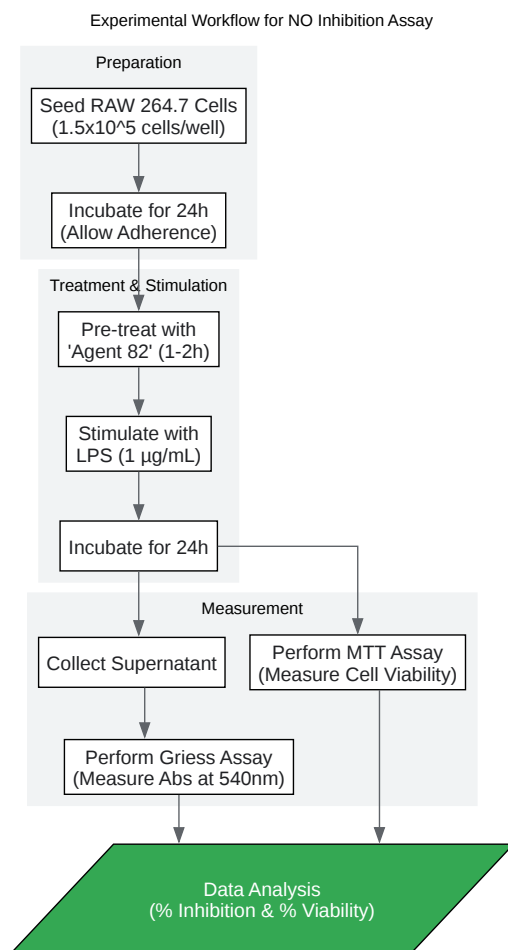 Experimental Workflow for NO Inhibition Assay
Preparation
Seed RAW 264.7 Cells
(1.5x10^5 cells/well)
Incubate for 24h
(Allow Adherence)
Treatment & Stimulation
Pre-treat with
'Agent 82' (1-2h)
Stimulate with
LPS (1 µg/mL)
Incubate for 24h
Measurement
Collect Supernatant
Perform MTT Assay
(Measure Cell Viability)
Perform Griess Assay
(Measure Abs at 540nm)
Data Analysis
(% Inhibition & % Viability)